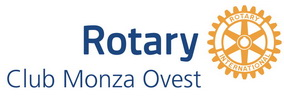 Rotary
Club Monza Ovest
ROTARY
INTERNATIONAL